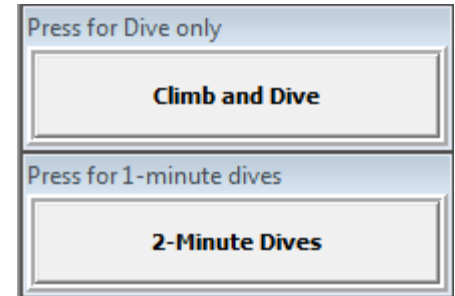 Press for Dive only
Climb and Dive
Press for 1-minute dives
2-Minute Dives